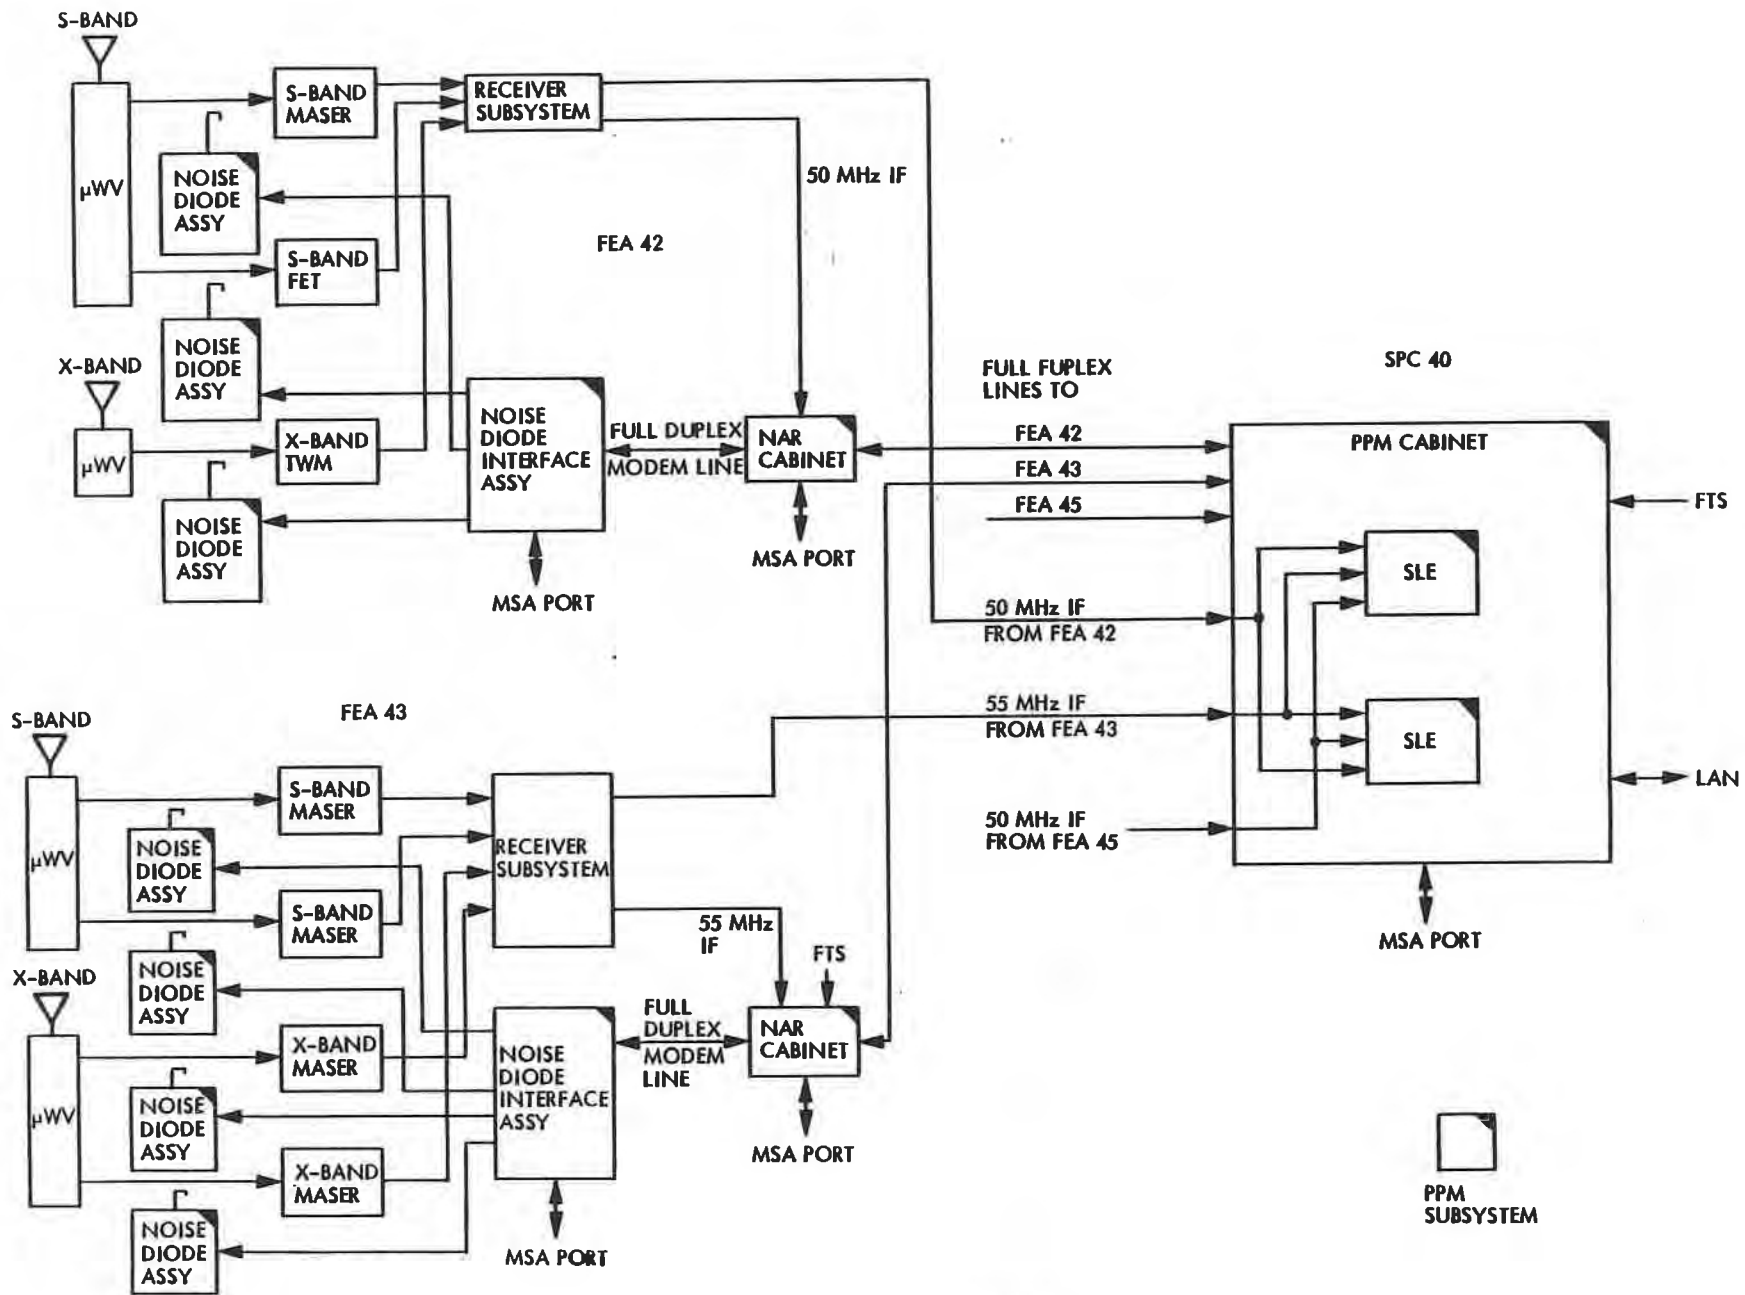 S-BAND
μWV
S-BAND
MASER
NOISE
DIODE
ASSY
S-BAND
FET
RECEIVER
SUBSYSTEM
50 MHz IF
FEA 42
X-BAND
μWV
NOISE
DIODE
ASSY
X-BAND
TWM
NOISE
DIODE
ASSY
NOISE
DIODE
INTERFACE
ASSY
MSA PORT
FULL DUPLEX
MODEM LINE
NAR
CABINET
MSA PORT
FULL FUPLEX
LINES TO
FEA 42
FEA 43
FEA 45
50 MHz IF
FROM FEA 42
55 MHz IF
FROM FEA 43
50 MHz IF
FROM FEA 45
SPC 40
PPM CABINET
SLE
SLE
FTS
LAN
MSA PORT
FEA 43
S-BAND
μWV
S-BAND
MASER
NOISE
DIODE
ASSY
S-BAND
MASER
NOISE
DIODE
ASSY
X-BAND
μWV
X-BAND
MASER
NOISE
DIODE
ASSY
X-BAND
MASER
NOISE
DIODE
ASSY
RECEIVER
SUBSYSTEM
55 MHz
IF
FTS
NOISE
DIODE
INTERFACE
ASSY
MSA PORT
FULL
DUPLEX
MODEM
LINE
NAR
CABINET
MSA PORT
PPM
SUBSYSTEM